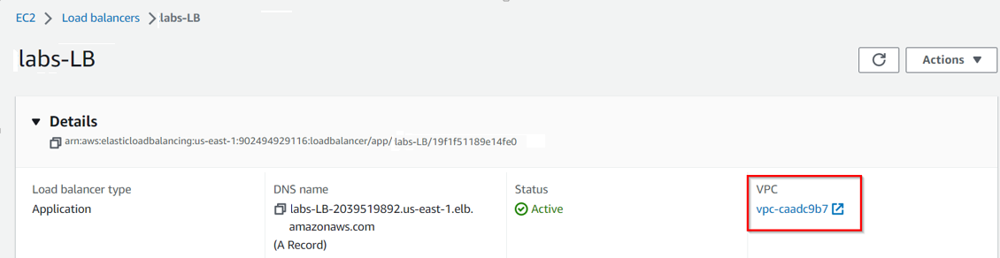 EC2 > Load balancers > labs-LB
labs-LB
Actions
Details
arn:aws:elasticloadbalancing:us-east-1:902494929116:loadbalancer/app/ labs-LB/19f1f51189e14fe0
Load balancer type
Application
DNS name
labs-LB-2039519892.us-east-1.elb.
amazonaws.com
(A Record)
Status
Active
VPC
vpc-caadc9b7